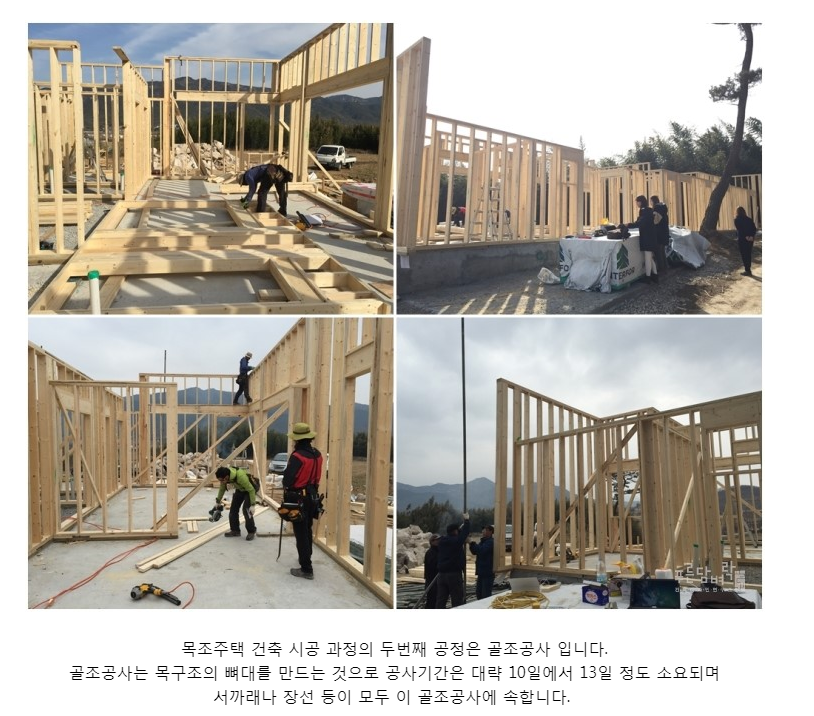 목조주택 건축 시공 과정의 두번째 공정은 골조공사 입니다.
골조공사는 목구조의 뼈대를 만드는 것으로 공사기간은 대략 10일에서 13일 정도 소요되며
서까래나 장선 등이 모두 이 골조공사에 속합니다.